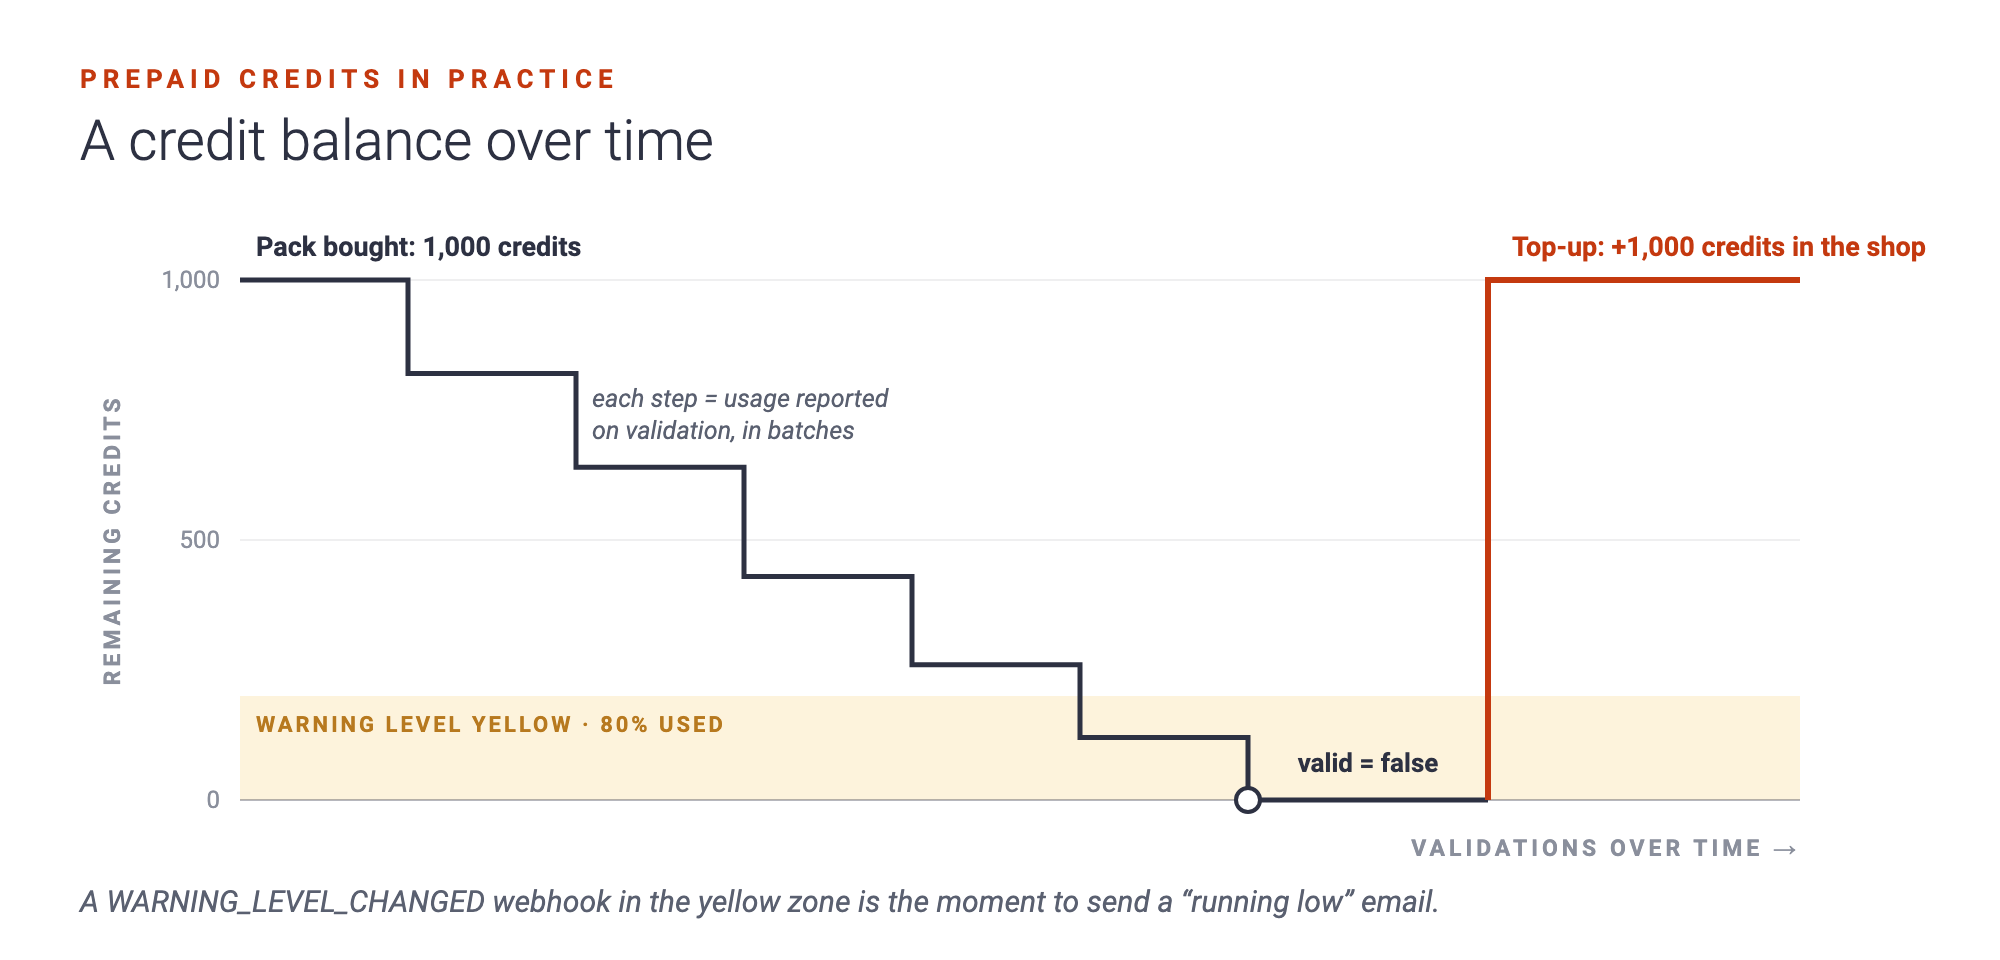 PREPAID CREDITS IN PRACTICE
A credit balance over time
Pack bought: 1,000 credits
Top-up: +1,000 credits in the shop
1,000
each step = usage reported
on validation, in batches
REMAINING CREDITS
500
WARNING LEVEL YELLOW · 80% USED
valid = false
0
VALIDATIONS OVER TIME →
A WARNING_LEVEL_CHANGED webhook in the yellow zone is the moment to send a “running low” email.